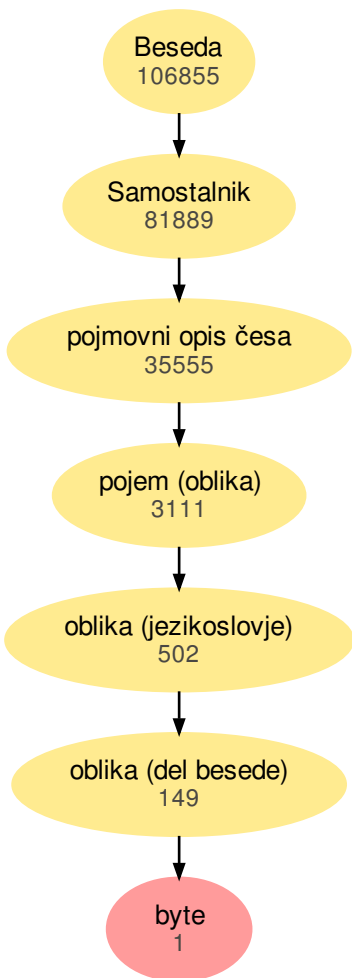 Beseda
106855
Samostalnik
81889
pojmovni opis česa
35555
pojem (oblika)
3111
oblika (jezikoslovje)
502
oblika (del besede)
149
byte
1